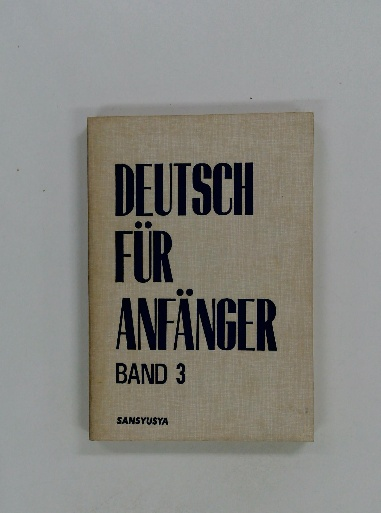 DEUTSCH
FÜR
ANFÄNGER
BAND 3
SANSYUSYA